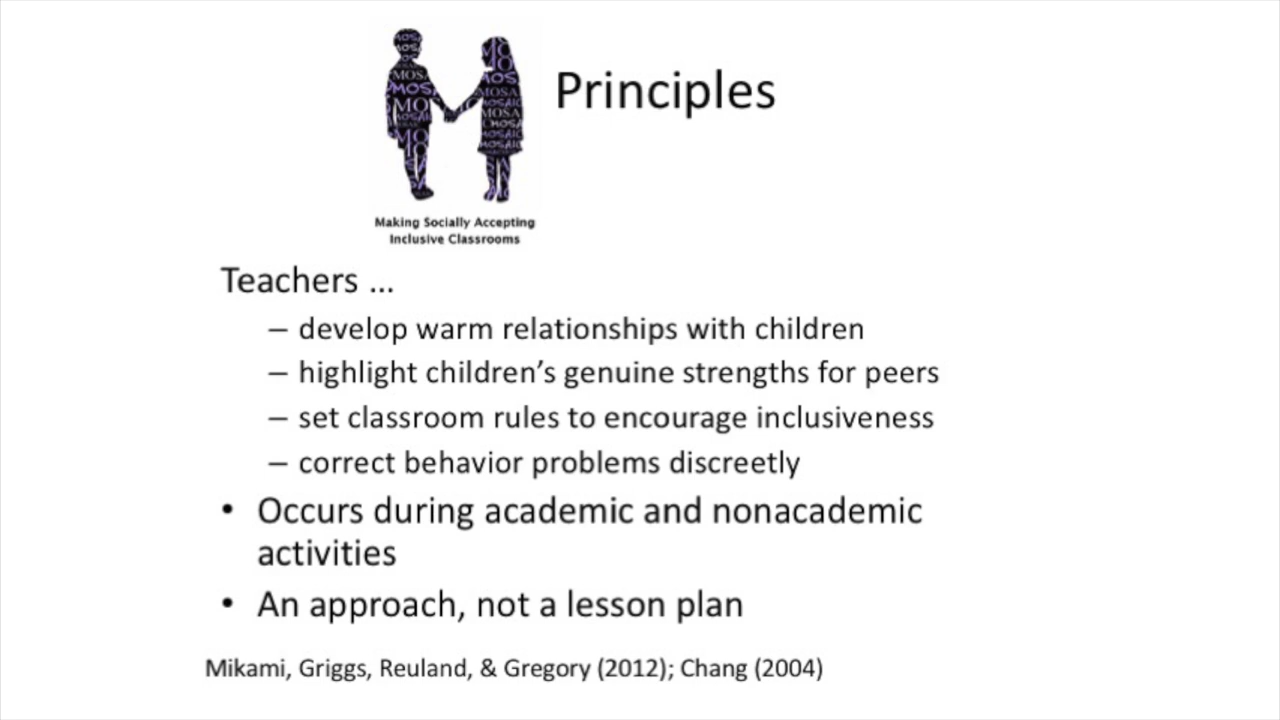 Principles
Making Socially Accepting
Inclusive Classrooms
Teachers ...
– develop warm relationships with children
– highlight children’s genuine strengths for peers
– set classroom rules to encourage inclusiveness
– correct behavior problems discreetly
• Occurs during academic and nonacademic
activities
• An approach, not a lesson plan
Mikami, Griggs, Reuland, & Gregory (2012); Chang (2004)